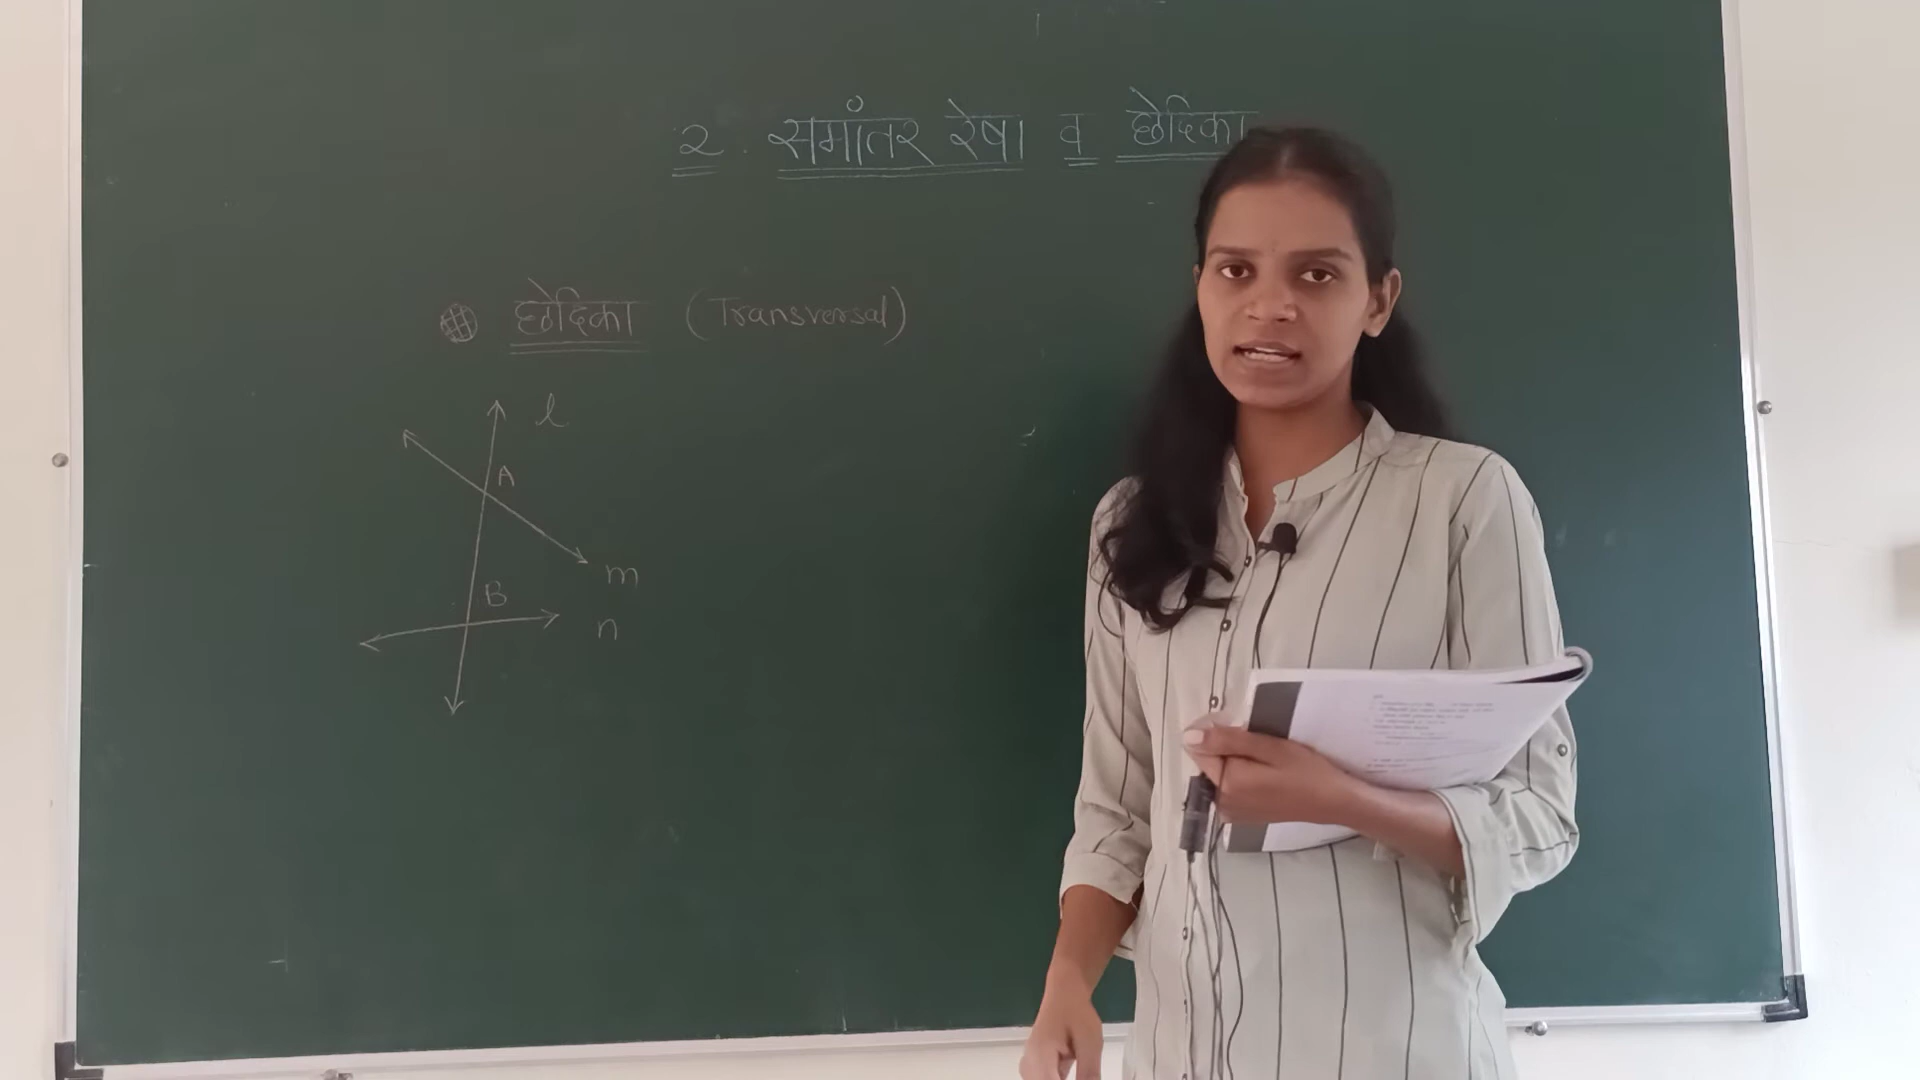 २. समांतर रेषा व छेदिका
छेदिका (Transversal)
l
A
m
B
n